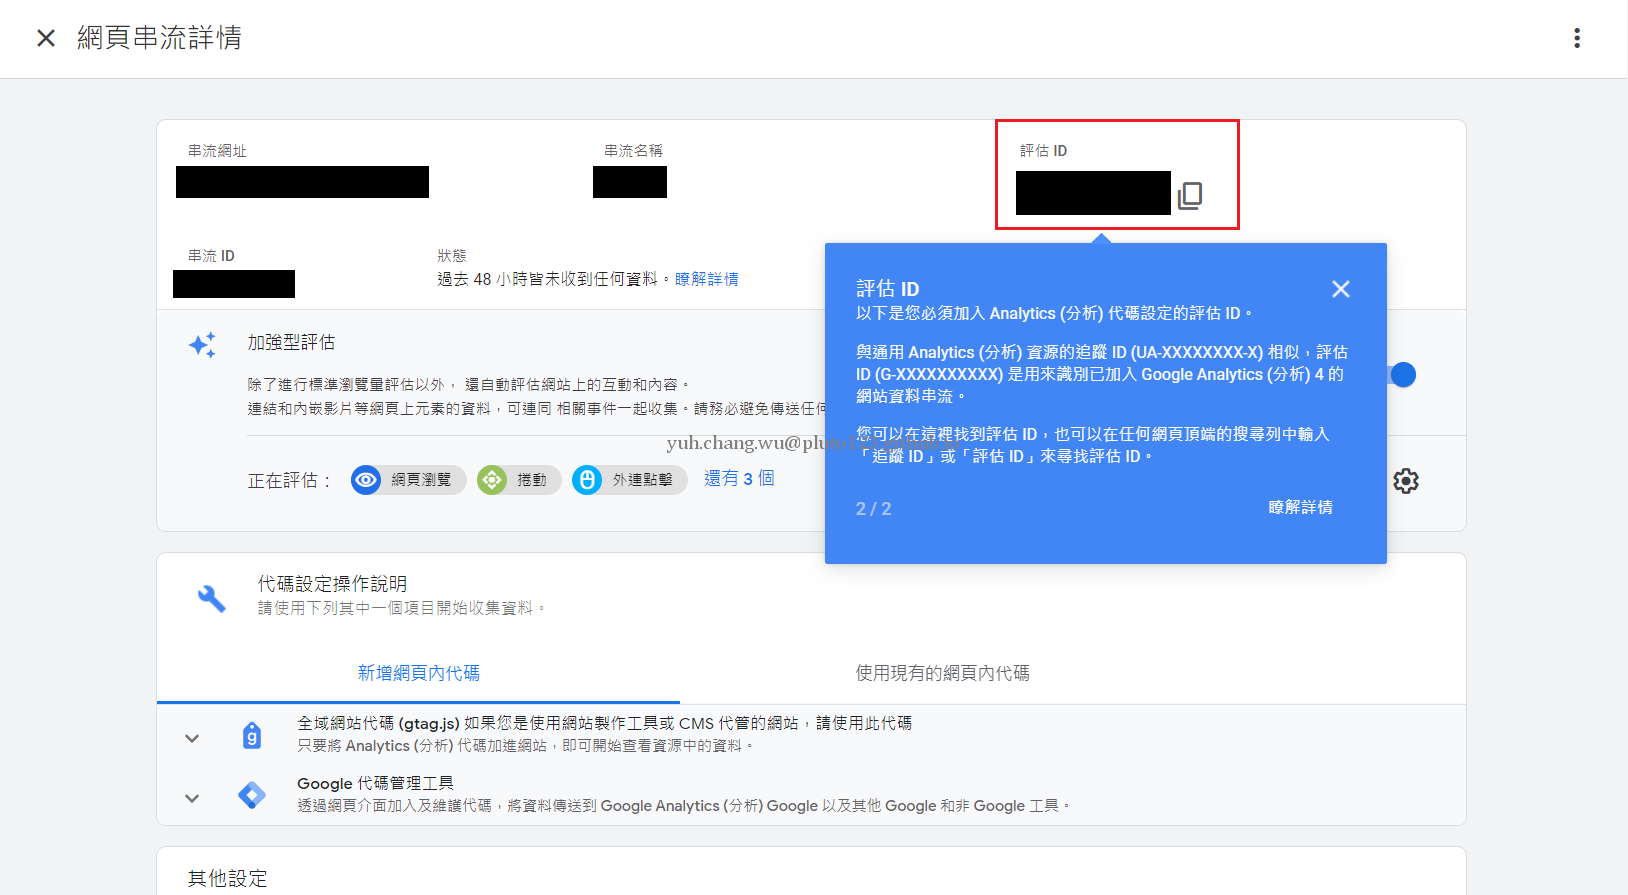 網頁串流詳情
串流網址
串流名稱
評估 ID
串流 ID
狀態
過去 48 小時皆未收到任何資料。瞭解詳情
評估 ID
以下是您必須加入 Analytics (分析) 代碼設定的評估 ID。
與通用 Analytics (分析) 資源的追蹤 ID (UA-XXXXXXXX-X) 相似，評估
ID (G-XXXXXXXXXX) 是用來識別已加入 Google Analytics (分析) 4 的
網站資料串流。
您可以在這裡找到評估 ID，也可以在任何網頁頂端的搜尋列中輸入
「追蹤 ID」或「評估 ID」來尋找評估 ID。
2 / 2
瞭解詳情
加強型評估
除了進行標準瀏覽量評估以外， 還自動評估網站上的互動和內容。
連結和內嵌影片等網頁上元素的資料，可連同 相關事件一起收集。請務必避免傳送任何
yuh.chang.wu@pluto
正在評估：
網頁瀏覽
捲動
外連點擊
還有 3 個
代碼設定操作說明
請使用下列其中一個項目開始收集資料。
新增網頁內代碼
使用現有的網頁內代碼
全域網站代碼 (gtag.js) 如果您是使用網站製作工具或 CMS 代管的網站，請使用此代碼
只要將 Analytics (分析) 代碼加進網站，即可開始查看資源中的資料。
Google 代碼管理工具
透過網頁介面加入及維護代碼，將資料傳送到 Google Analytics (分析) Google 以及其他 Google 和非 Google 工具。
其他設定